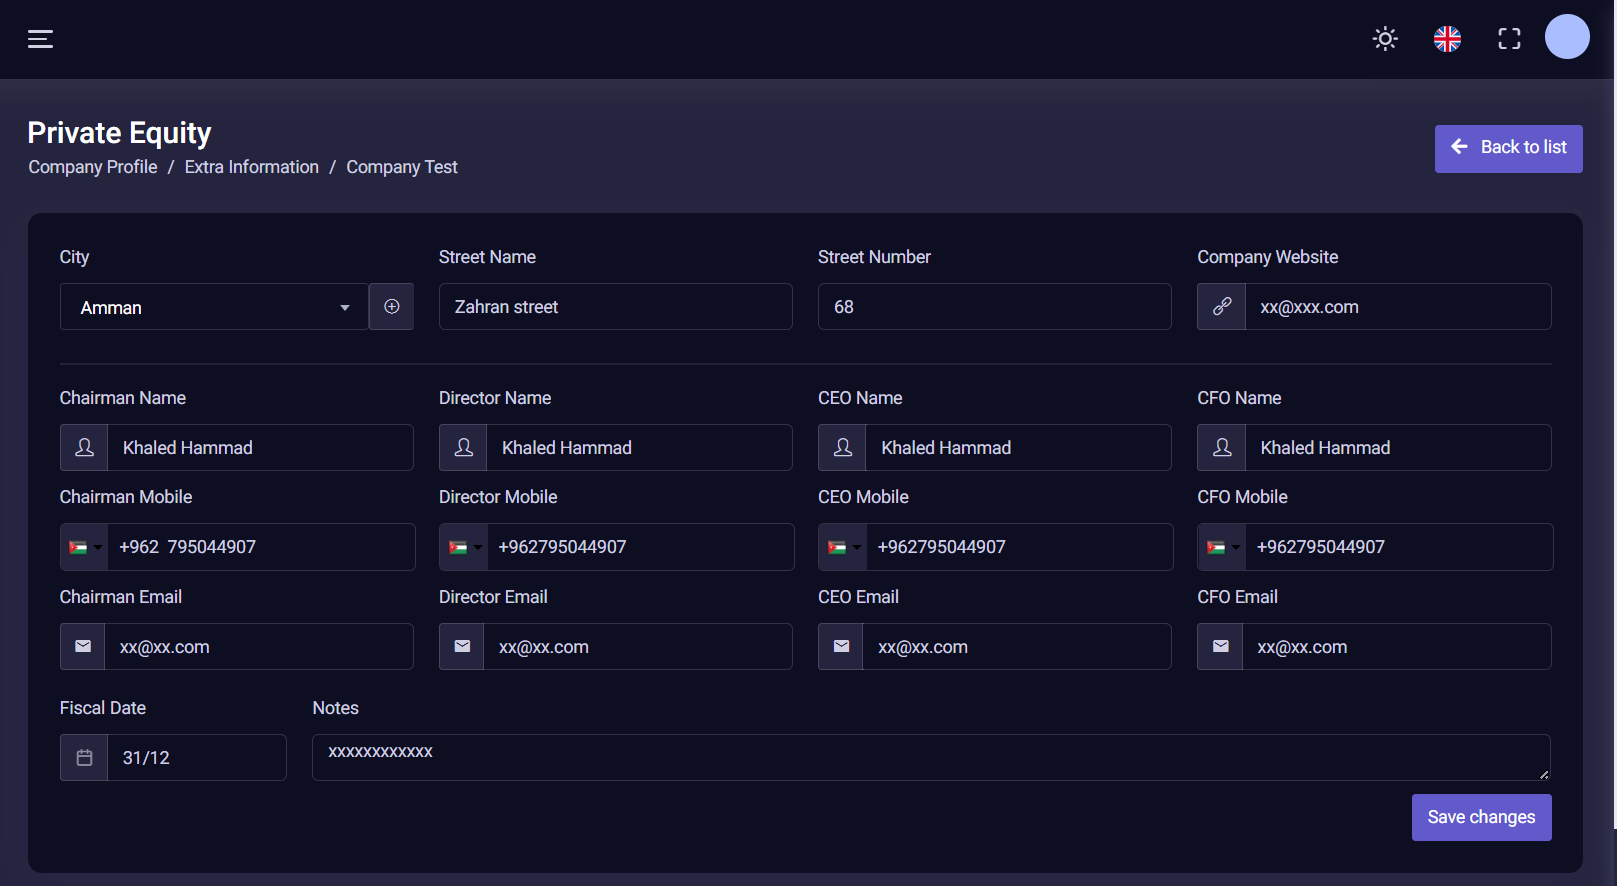 Private Equity
Company Profile / Extra Information / Company Test
Back to list
City
Street Name
Street Number
Company Website
Amman
Zahran street
68
xx@xxx.com
Chairman Name
Director Name
CEO Name
CFO Name
Khaled Hammad
Khaled Hammad
Khaled Hammad
Khaled Hammad
Chairman Mobile
Director Mobile
CEO Mobile
CFO Mobile
+962  795044907
+962795044907
+962795044907
+962795044907
Chairman Email
Director Email
CEO Email
CFO Email
xx@xx.com
xx@xx.com
xx@xx.com
xx@xx.com
Fiscal Date
Notes
31/12
xxxxxxxxxxxx
Save changes